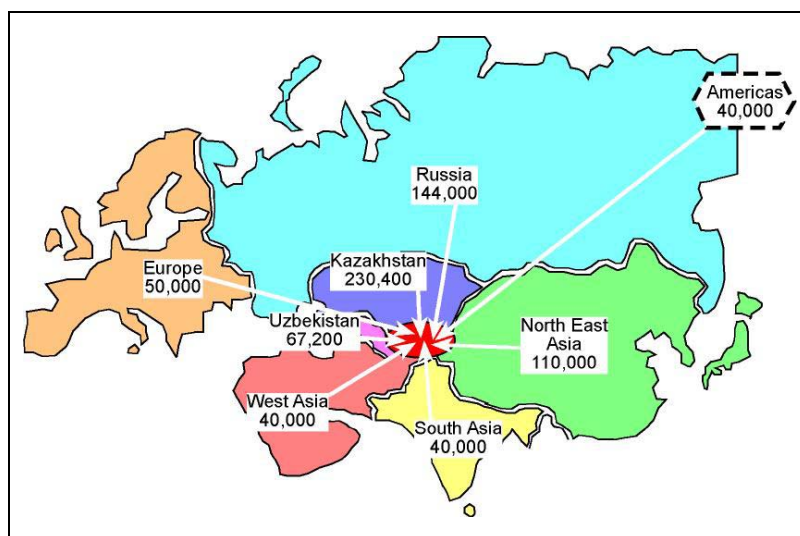 Americas
40,000
Russia
144,000
Kazakhstan
230,400
Europe
50,000
Uzbekistan
67,200
North East
Asia
110,000
West Asia
40,000
South Asia
40,000